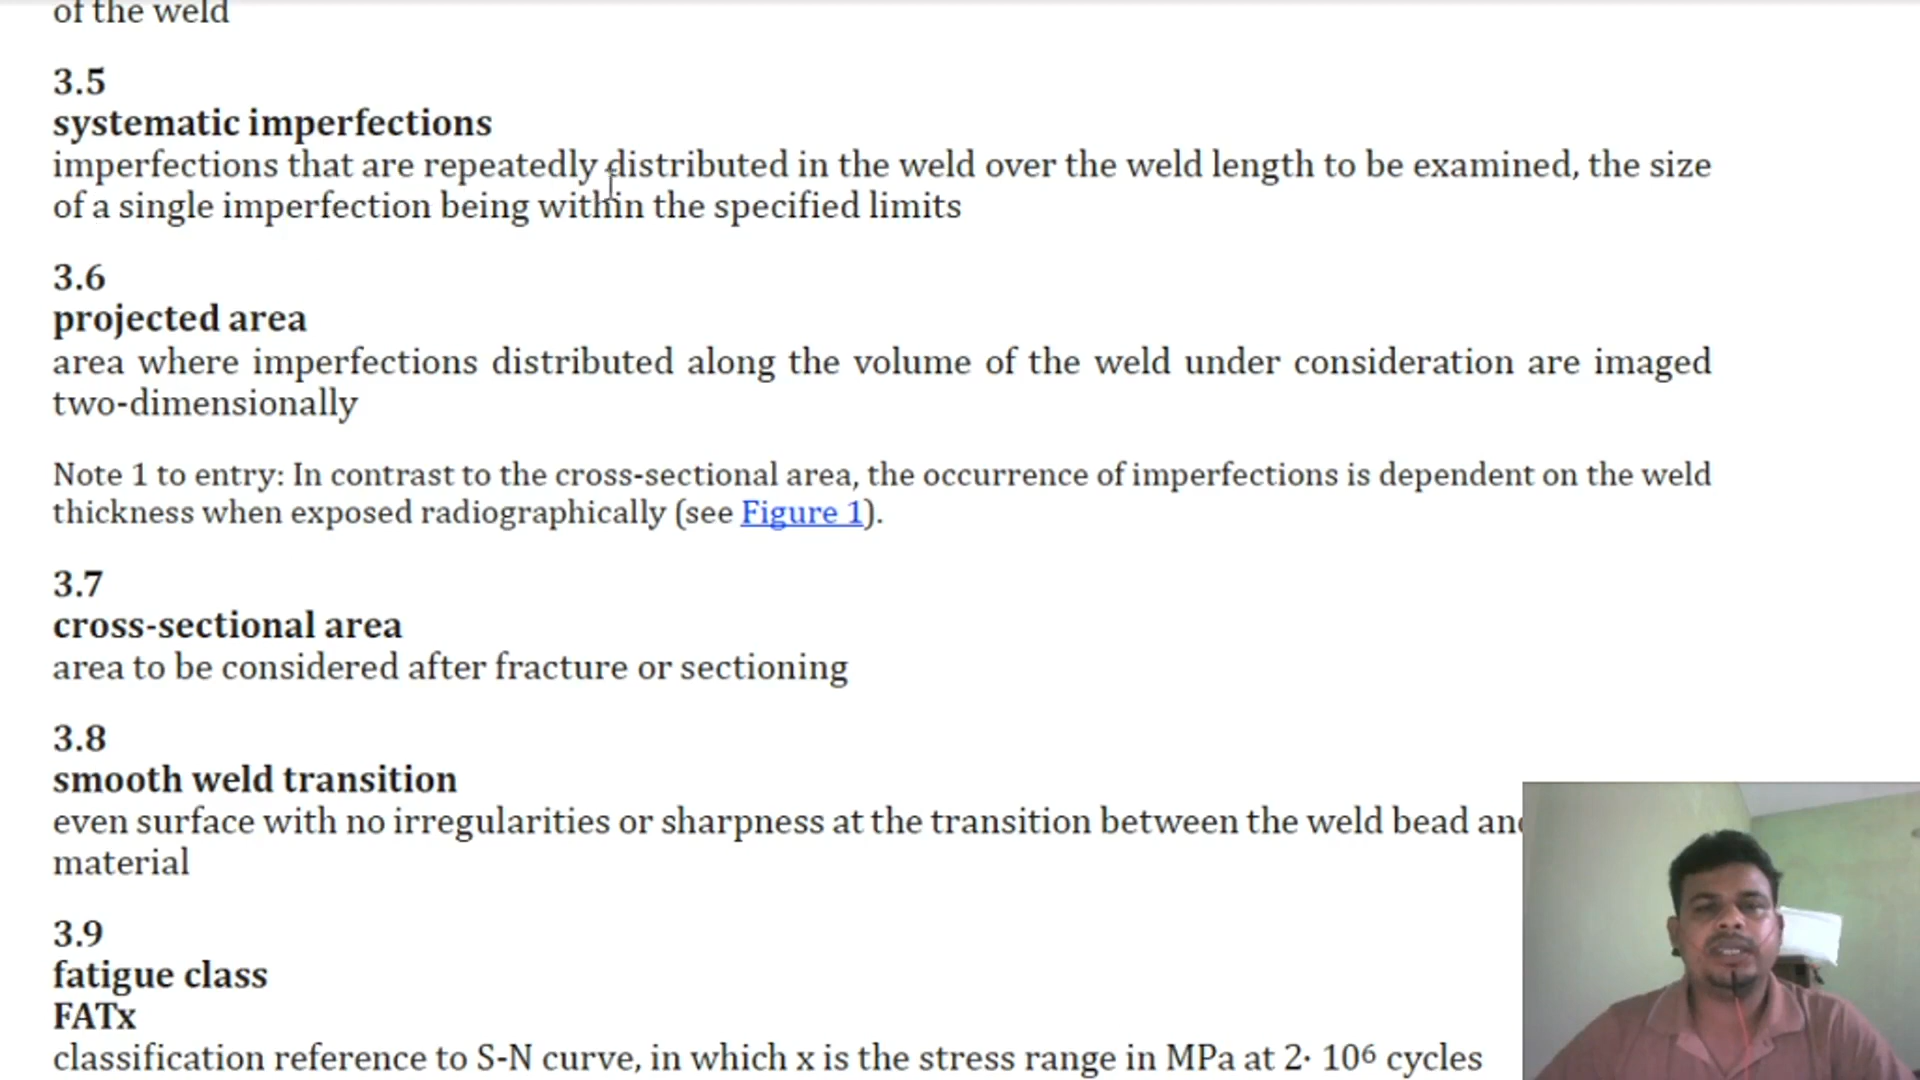 of the weld
3.5
systematic imperfections
imperfections that are repeatedly distributed in the weld over the weld length to be examined, the size
of a single imperfection being within the specified limits
3.6
projected area
area where imperfections distributed along the volume of the weld under consideration are imaged
two-dimensionally
Note 1 to entry: In contrast to the cross-sectional area, the occurrence of imperfections is dependent on the weld
thickness when exposed radiographically (see Figure 1).
3.7
cross-sectional area
area to be considered after fracture or sectioning
3.8
smooth weld transition
even surface with no irregularities or sharpness at the transition between the weld bead
material
3.9
fatigue class
FATx
classification reference to S-N curve, in which x is the stress range in MPa at 2· 10⁶ cycles